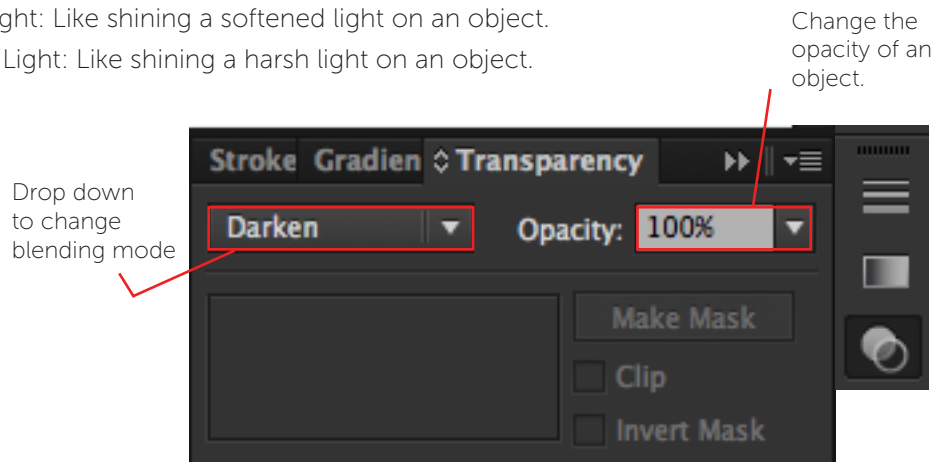 ght: Like shining a softened light on an object.
Light: Like shining a harsh light on an object.
Change the
opacity of an
object.
Stroke Gradien Transparency
Drop down
to change
blending mode
Darken Opacity: 100%
Make Mask
Clip
Invert Mask